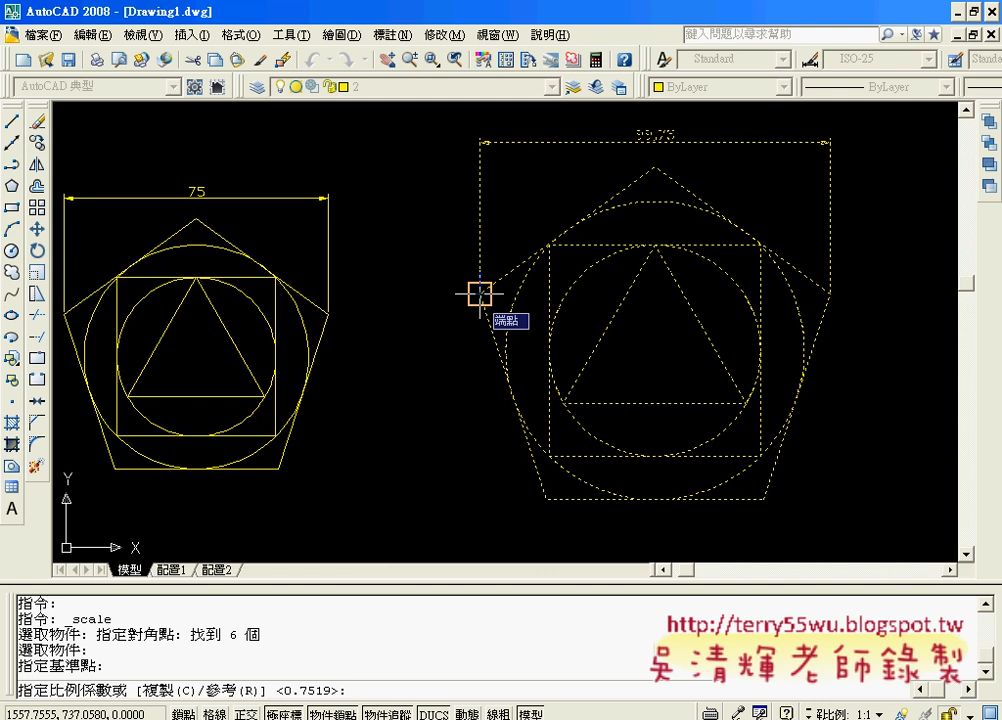 AutoCAD 2008 - [Drawing1.dwg]
檔案(F) 編輯(E) 檢視(V) 插入(I) 格式(O) 工具(T) 繪圖(D) 標註(N) 修改(M) 視窗(W) 說明(H)
鍵入問題以尋求幫助
Standard
ISO-25
Standa
AutoCAD 典型
2
ByLayer
ByLayer
99.75
75
端點
Y
X
模型 配置1 配置2
指令:
指令: _scale
選取物件: 指定對角點: 找到 6 個
選取物件:
指定基準點:
指定比例係數或 [複製(C)/參考(R)] <0.7519>:
http://terry55wu.blogspot.tw
吳清輝老師錄製
1557.7555, 737.0580, 0.0000
鎖點 格線 正交 極座標 物件鎖點 物件追蹤 DUCS 動態 線粗 模型
比例: 1:1
A